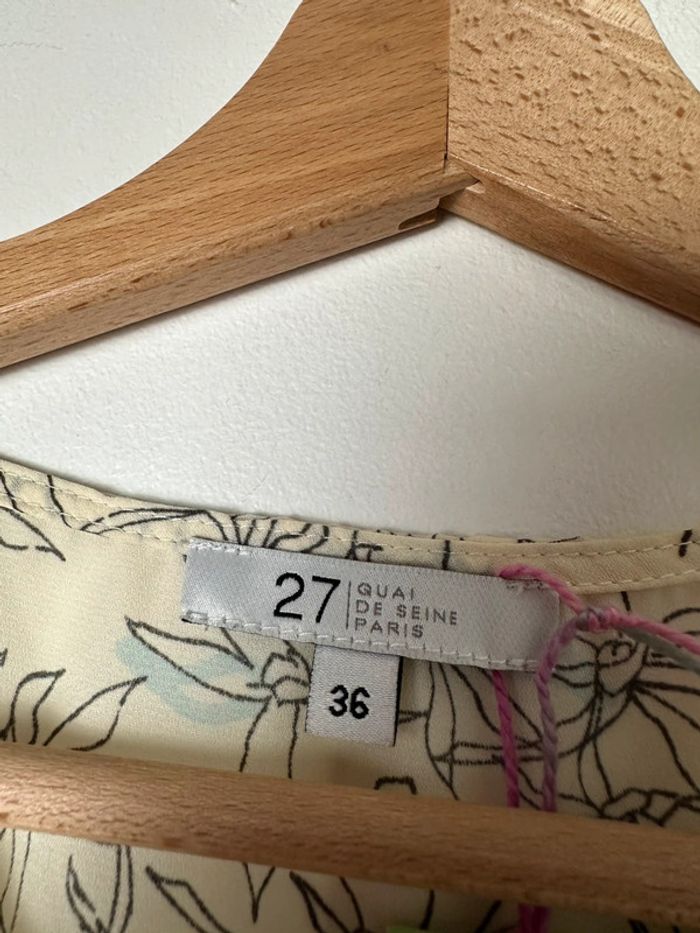 27
QUAI
DE SEINE
PARIS
36